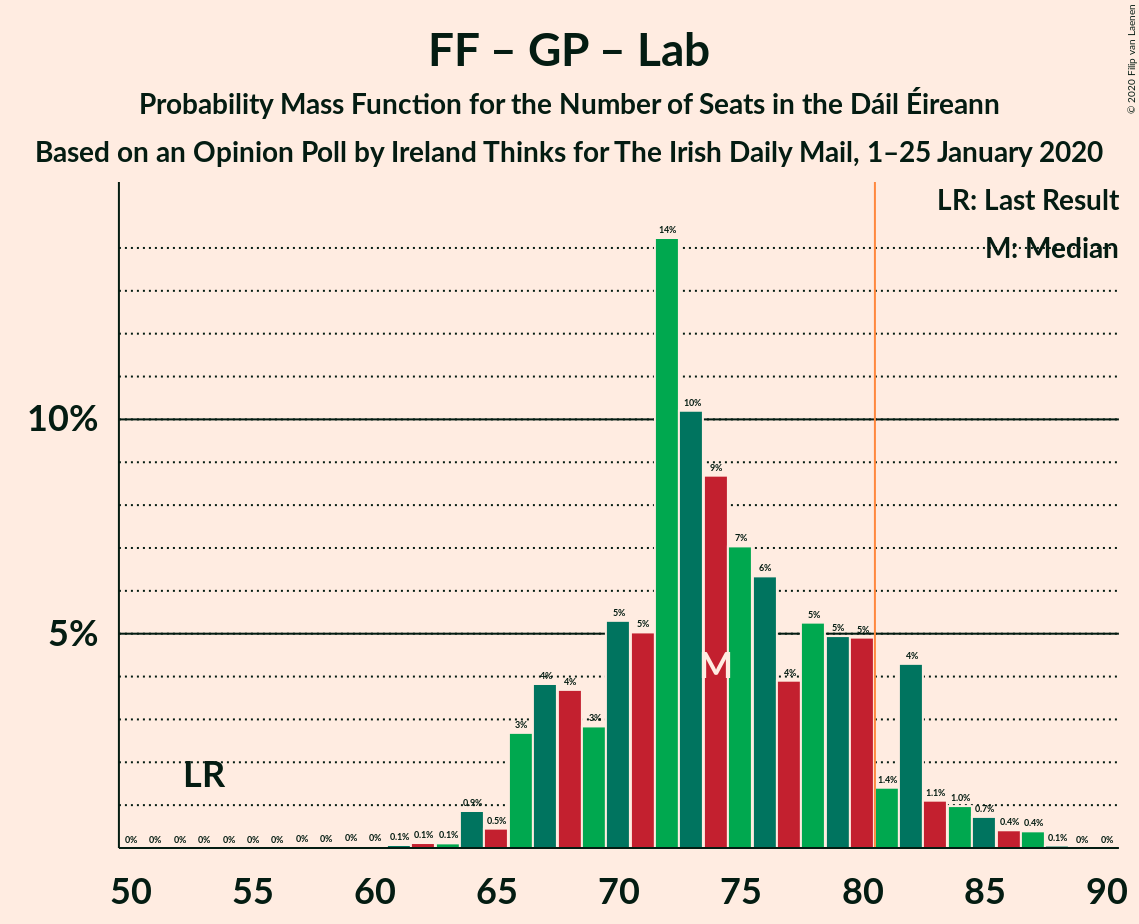 FF – GP – Lab
Probability Mass Function for the Number of Seats in the Dáil Éireann
Based on an Opinion Poll by Ireland Thinks for The Irish Daily Mail, 1–25 January 2020
© 2020 Filip van Laenen
LR: Last Result
M: Median
10%
5%
LR
M
0% 0% 0% 0% 0% 0% 0% 0% 0% 0% 0% 0.1% 0.1% 0.1% 0.9% 0.5% 3% 4% 4% 3% 5% 5% 14% 10% 9% 7% 6% 4% 5% 5% 5% 1.4% 4% 1.1% 1.0% 0.7% 0.4% 0.4% 0.1% 0% 0%
50 55 60 65 70 75 80 85 90